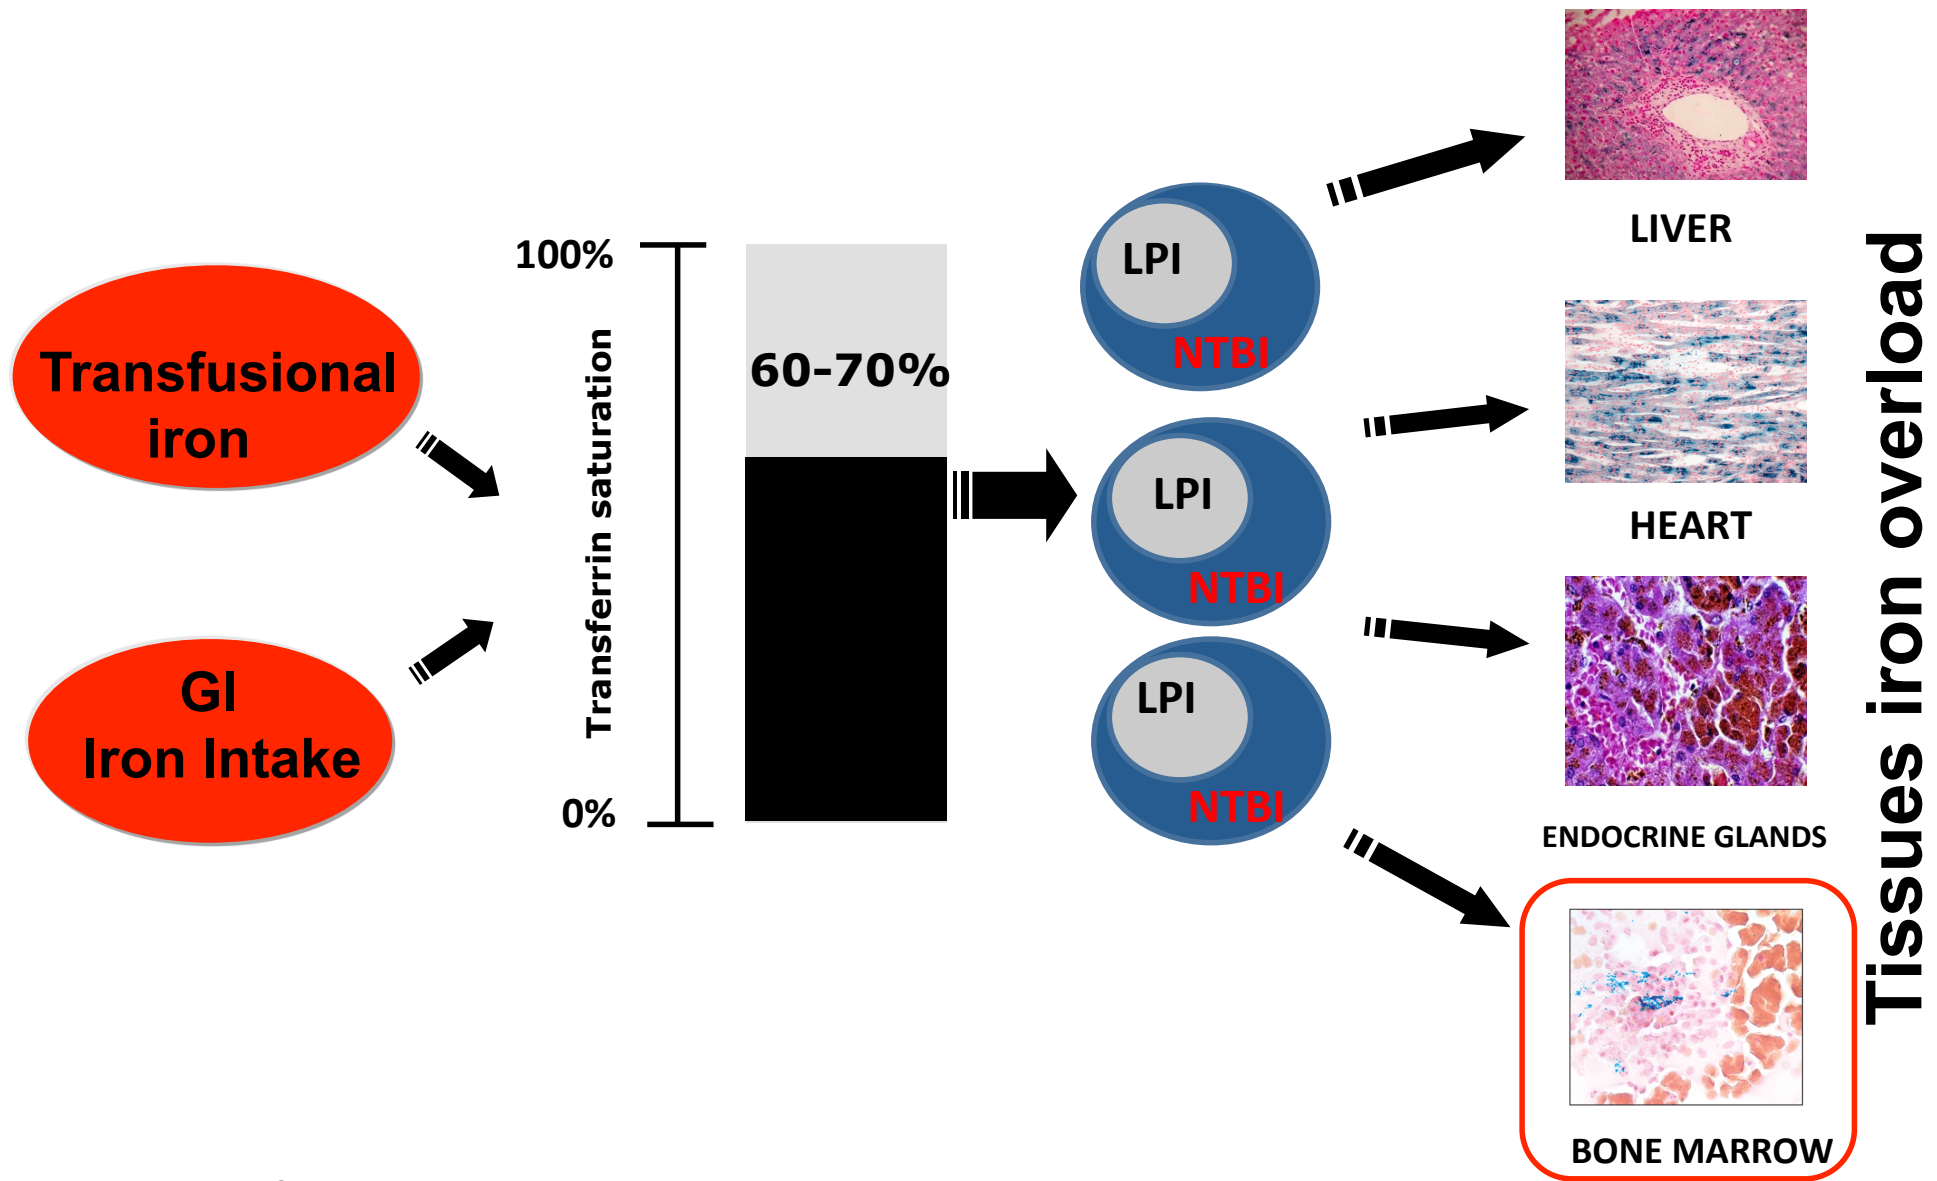 Transfusional
iron
GI
Iron Intake
100%
Transferrin saturation
0%
60-70%
LPI
NTBI
LPI
NTBI
LPI
NTBI
LIVER
HEART
ENDOCRINE GLANDS
BONE MARROW
Tissues iron overload